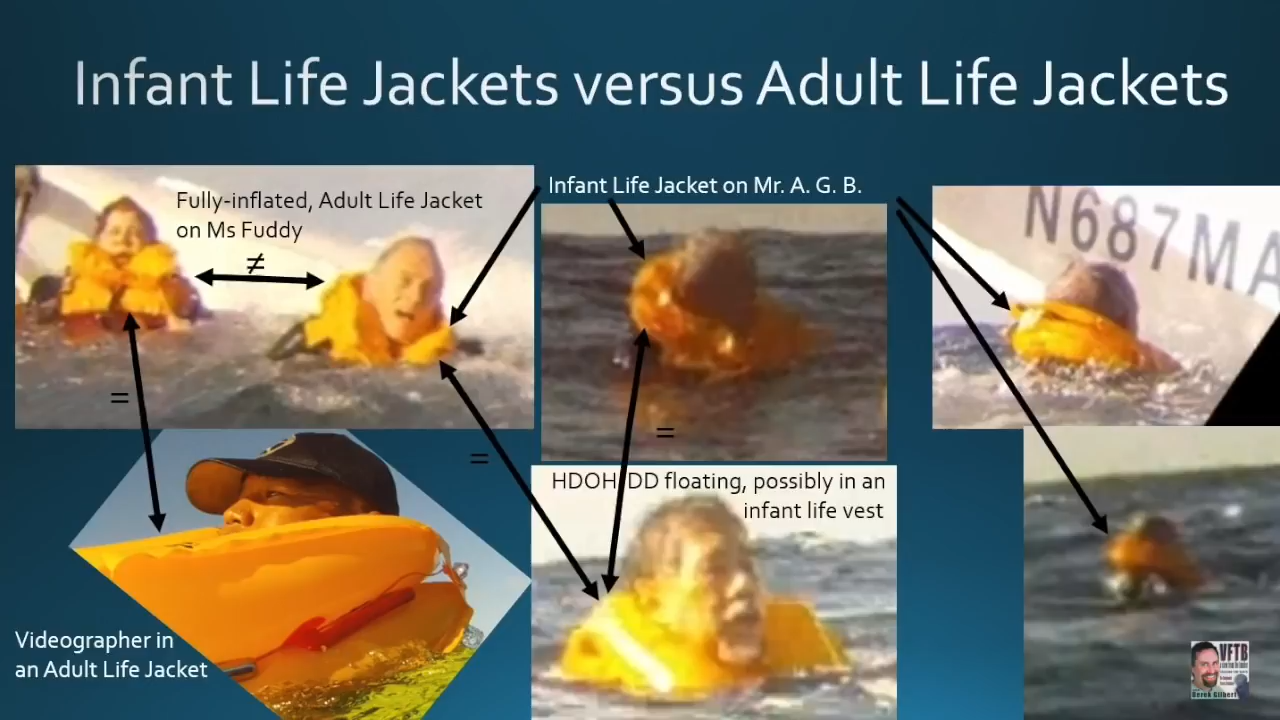 Infant Life Jackets versus Adult Life Jackets
Fully-inflated, Adult Life Jacket
on Ms Fuddy
≠
Infant Life Jacket on Mr. A. G. B.
N687MA
=
=
=
HDOH DD floating, possibly in an
infant life vest
Videographer in
an Adult Life Jacket
VFTB
Derek Gilbert